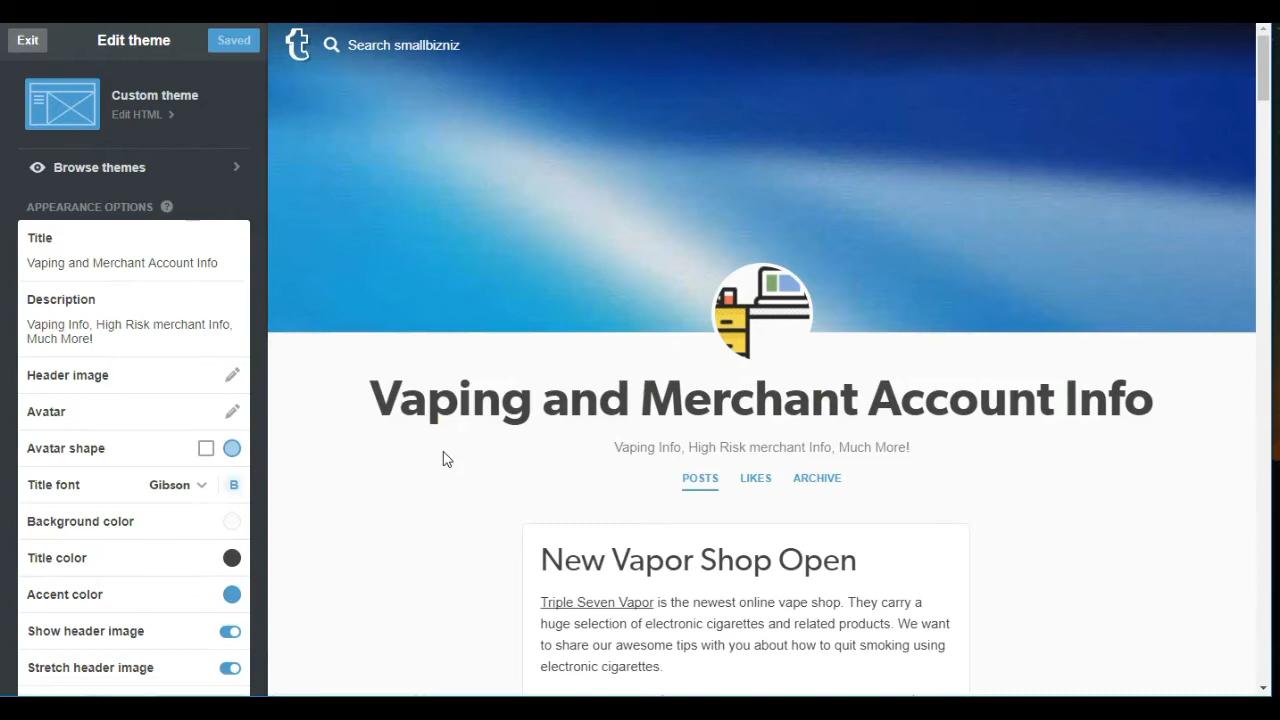 Exit
Edit theme
Saved
Custom theme
Edit HTML
Browse themes
APPEARANCE OPTIONS ?
Title
Vaping and Merchant Account Info
Description
Vaping Info, High Risk merchant Info,
Much More!
Header image
Avatar
Avatar shape
Title font Gibson B
Background color
Title color
Accent color
Show header image
Stretch header image
t Search smallbizniz
Vaping and Merchant Account Info
Vaping Info, High Risk merchant Info, Much More!
POSTS LIKES ARCHIVE
New Vapor Shop Open
Triple Seven Vapor is the newest online vape shop. They carry a
huge selection of electronic cigarettes and related products. We want
to share our awesome tips with you about how to quit smoking using
electronic cigarettes.